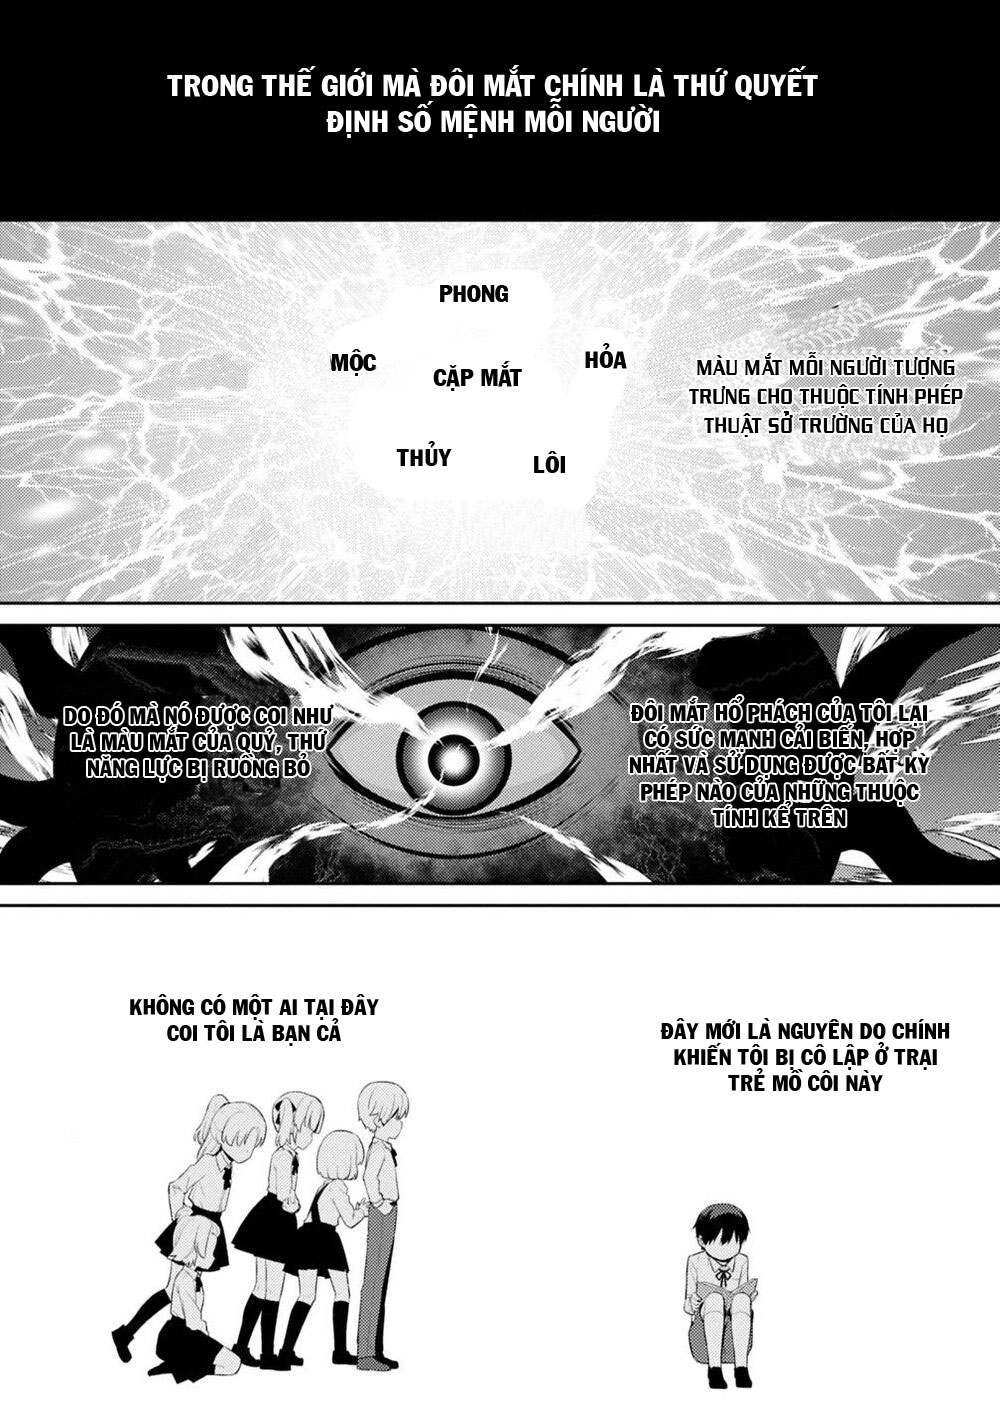 TRONG THẾ GIỚI MÀ ĐÔI MẮT CHÍNH LÀ THỨ QUYẾT
ĐỊNH SỐ MỆNH MỖI NGƯỜI
PHONG
MỘC
CẶP MẮT
HỎA
THỦY
LÔI
MÀU MẮT MỖI NGƯỜI TƯỢNG
TRƯNG CHO THUỘC TÍNH PHÉP
THUẬT SỞ TRƯỜNG CỦA HỌ
ĐÔI MẮT HỔ PHÁCH CỦA TÔI LẠI
CÓ SỨC MẠNH CẢI BIẾN, HỢP
NHẤT VÀ SỬ DỤNG ĐƯỢC BẤT KỲ
PHÉP NÀO CỦA NHỮNG THUỘC
TÍNH KỂ TRÊN
DO ĐÓ MÀ NÓ ĐƯỢC COI NHƯ
LÀ MÀU MẮT CỦA QUỶ, THỨ
NĂNG LỰC BỊ RUỒNG BỎ
ĐÂY MỚI LÀ NGUYÊN DO CHÍNH
KHIẾN TÔI BỊ CÔ LẬP Ở TRẠI
TRẺ MỒ CÔI NÀY
KHÔNG CÓ MỘT AI TẠI ĐÂY
COI TÔI LÀ BẠN CẢ